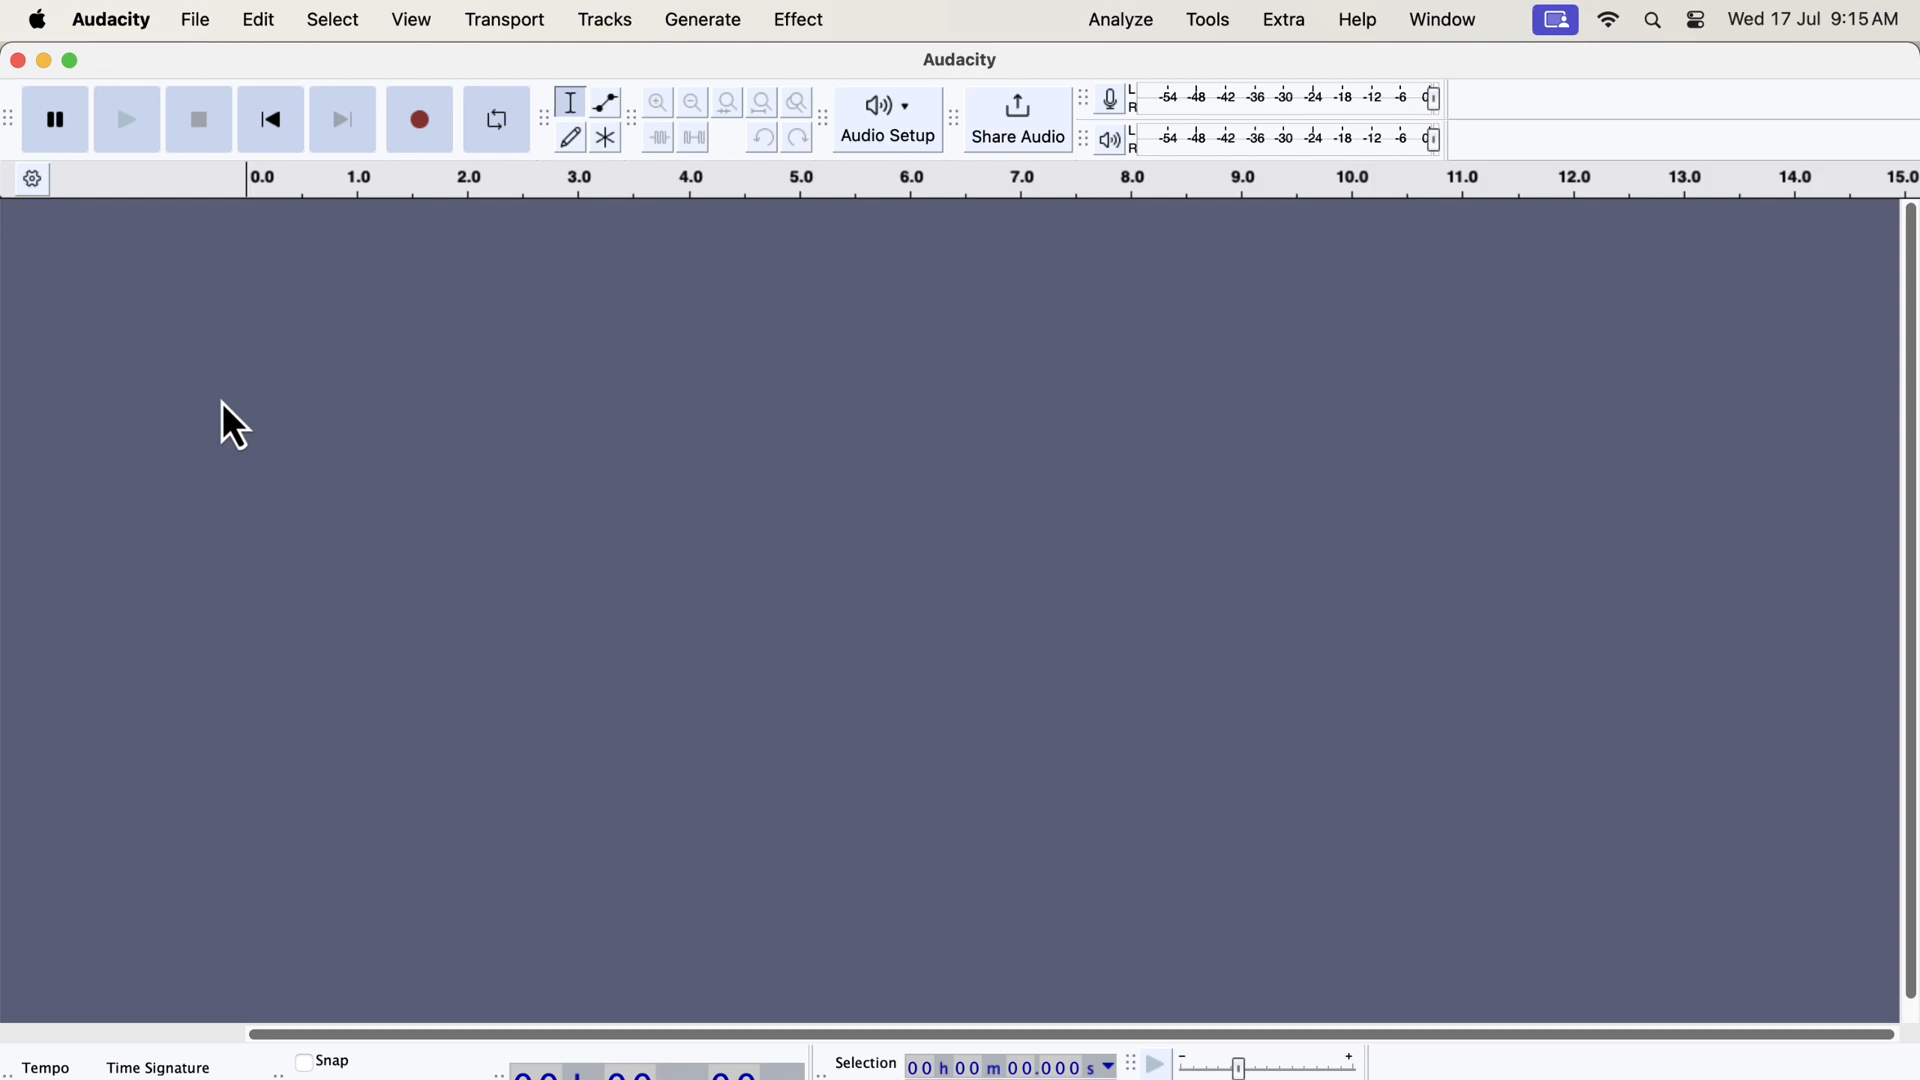 Audacity File Edit Select View Transport Tracks Generate Effect Analyze Tools Extra Help Window Wed 17 Jul 9:15 AM
Audacity
L -54 -48 -42 -36 -30 -24 -18 -12 -6 0
R
Audio Setup Share Audio
L -54 -48 -42 -36 -30 -24 -18 -12 -6 0
R
0.0 1.0 2.0 3.0 4.0 5.0 6.0 7.0 8.0 9.0 10.0 11.0 12.0 13.0 14.0 15.0
Tempo Time Signature Snap Selection 00 h 00 m 00.000 s - +